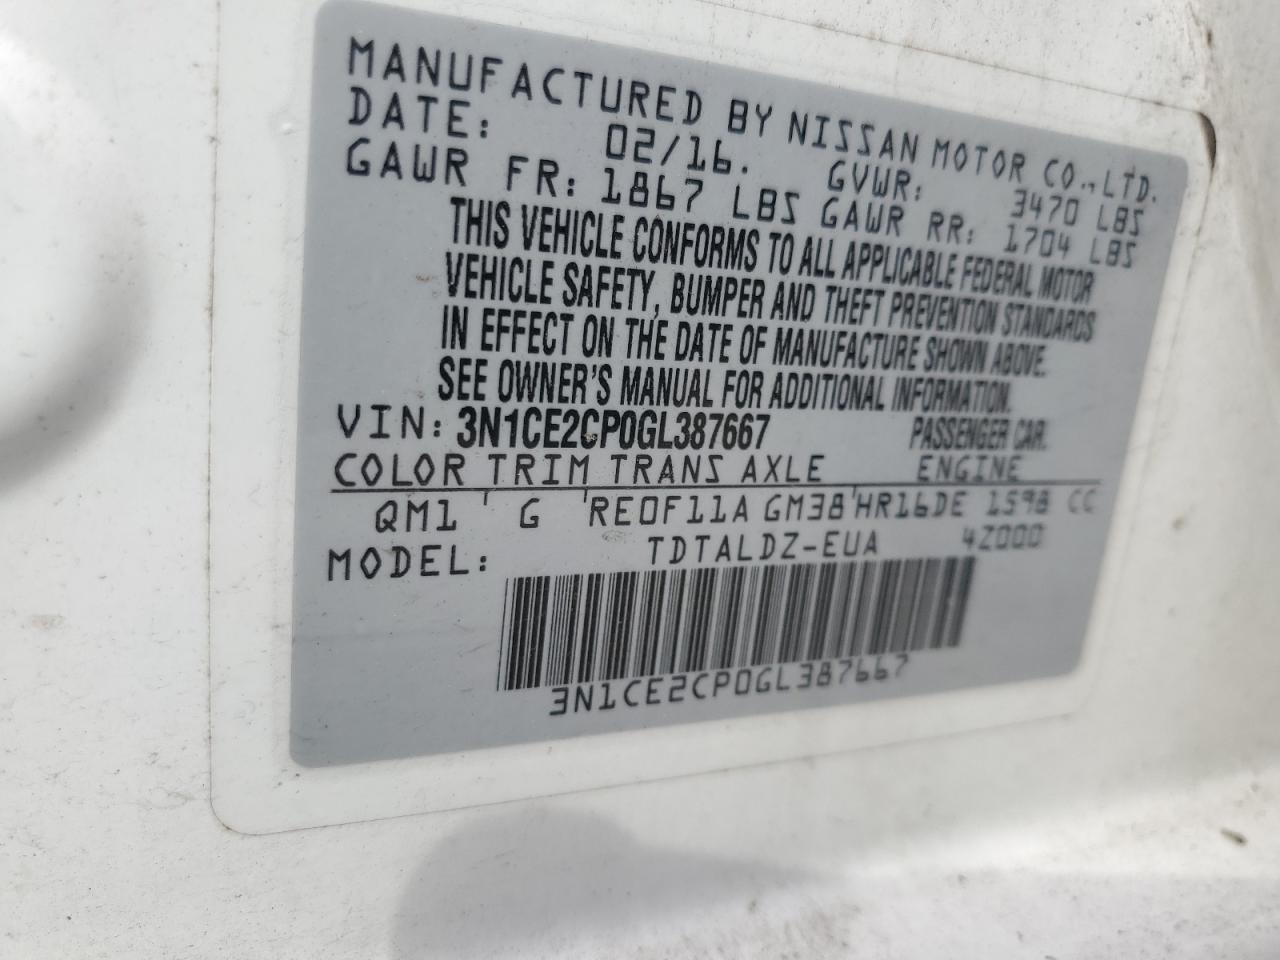 MANUFACTURED BY NISSAN MOTOR CO.,LTD.
DATE: 02/16. GVWR: 3470 LBS
GAWR FR: 1867 LBS GAWR RR: 1704 LBS
THIS VEHICLE CONFORMS TO ALL APPLICABLE FEDERAL MOTOR
VEHICLE SAFETY, BUMPER AND THEFT PREVENTION STANDARDS
IN EFFECT ON THE DATE OF MANUFACTURE SHOWN ABOVE.
SEE OWNER'S MANUAL FOR ADDITIONAL INFORMATION.
VIN: 3N1CE2CP0GL387667 PASSENGER CAR.
COLOR TRIM TRANS AXLE ENGINE
QM1 G RE0F11A GM38 HR16DE 1598 CC
MODEL: TDTALDZ-EUA 4Z000
3N1CE2CP0GL387667